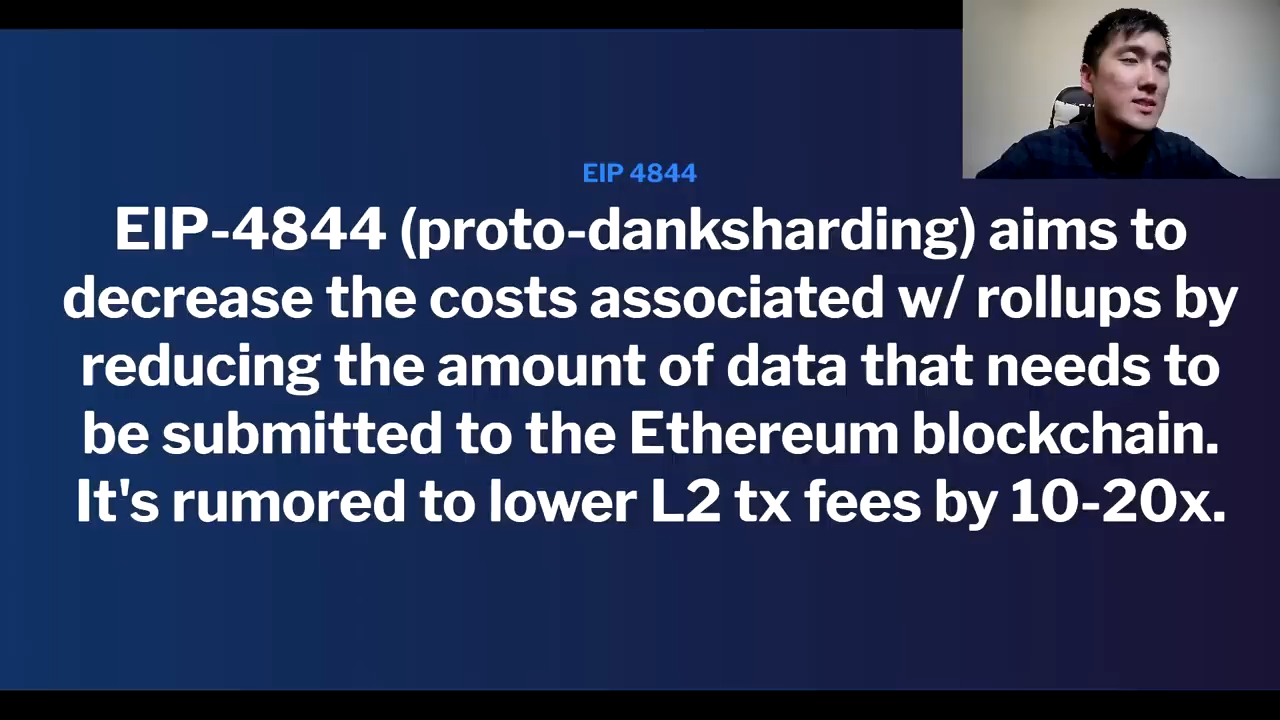 EIP 4844
EIP-4844 (proto-danksharding) aims to
decrease the costs associated w/ rollups by
reducing the amount of data that needs to
be submitted to the Ethereum blockchain.
It's rumored to lower L2 tx fees by 10-20x.